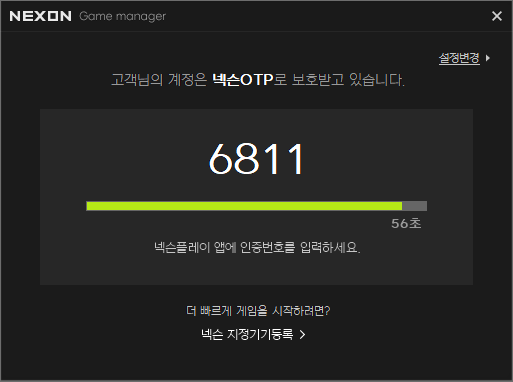 NEXON Game manager
설정변경
고객님의 계정은 넥슨OTP로 보호받고 있습니다.
6811
56초
넥슨플레이 앱에 인증번호를 입력하세요.
더 빠르게 게임을 시작하려면?
넥슨 지정기기등록